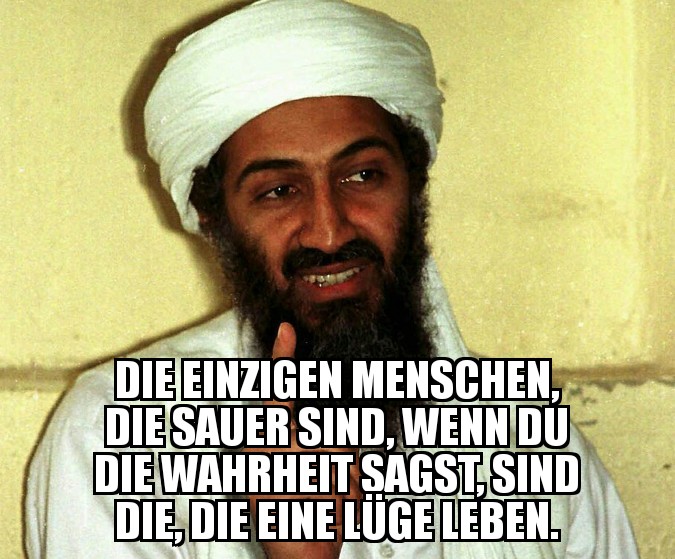 DIE EINZIGEN MENSCHEN,
DIE SAUER SIND, WENN DU
DIE WAHRHEIT SAGST, SIND
DIE, DIE EINE LÜGE LEBEN.